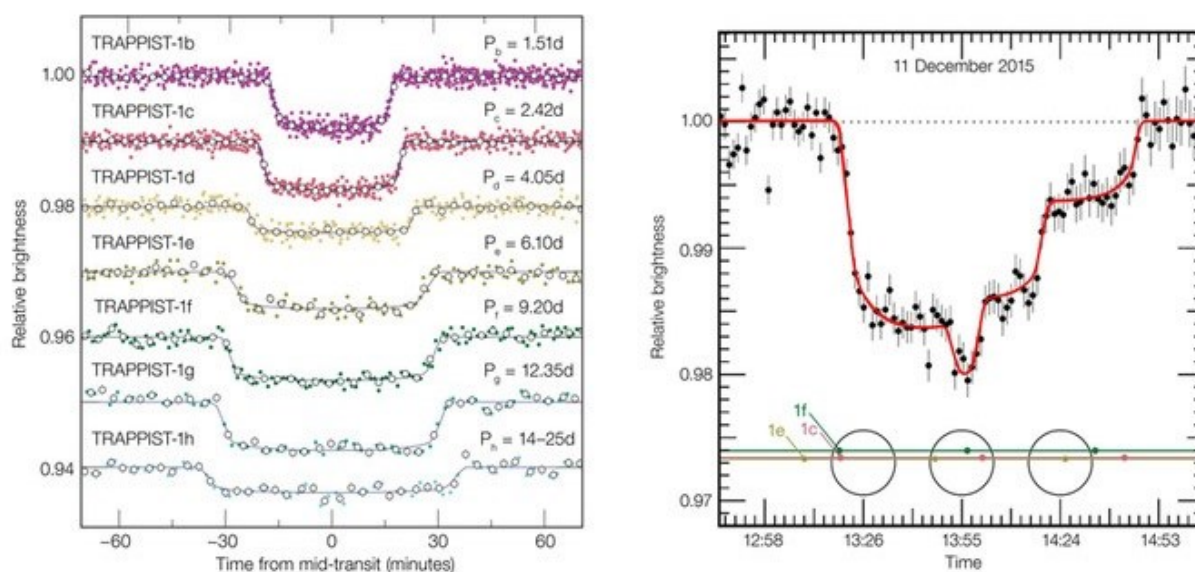 TRAPPIST-1b P_b = 1.51d
1.00
TRAPPIST-1c P_c = 2.42d
TRAPPIST-1d P_d = 4.05d
0.98
TRAPPIST-1e P_e = 6.10d
TRAPPIST-1f P_f = 9.20d
0.96
TRAPPIST-1g P_g = 12.35d
TRAPPIST-1h P_h = 14–25d
0.94
Relative brightness
−60 −30 0 30 60
Time from mid-transit (minutes)
11 December 2015
1.00
0.99
0.98
0.97
Relative brightness
1f
1e 1c
12:58 13:26 13:55 14:24 14:53
Time